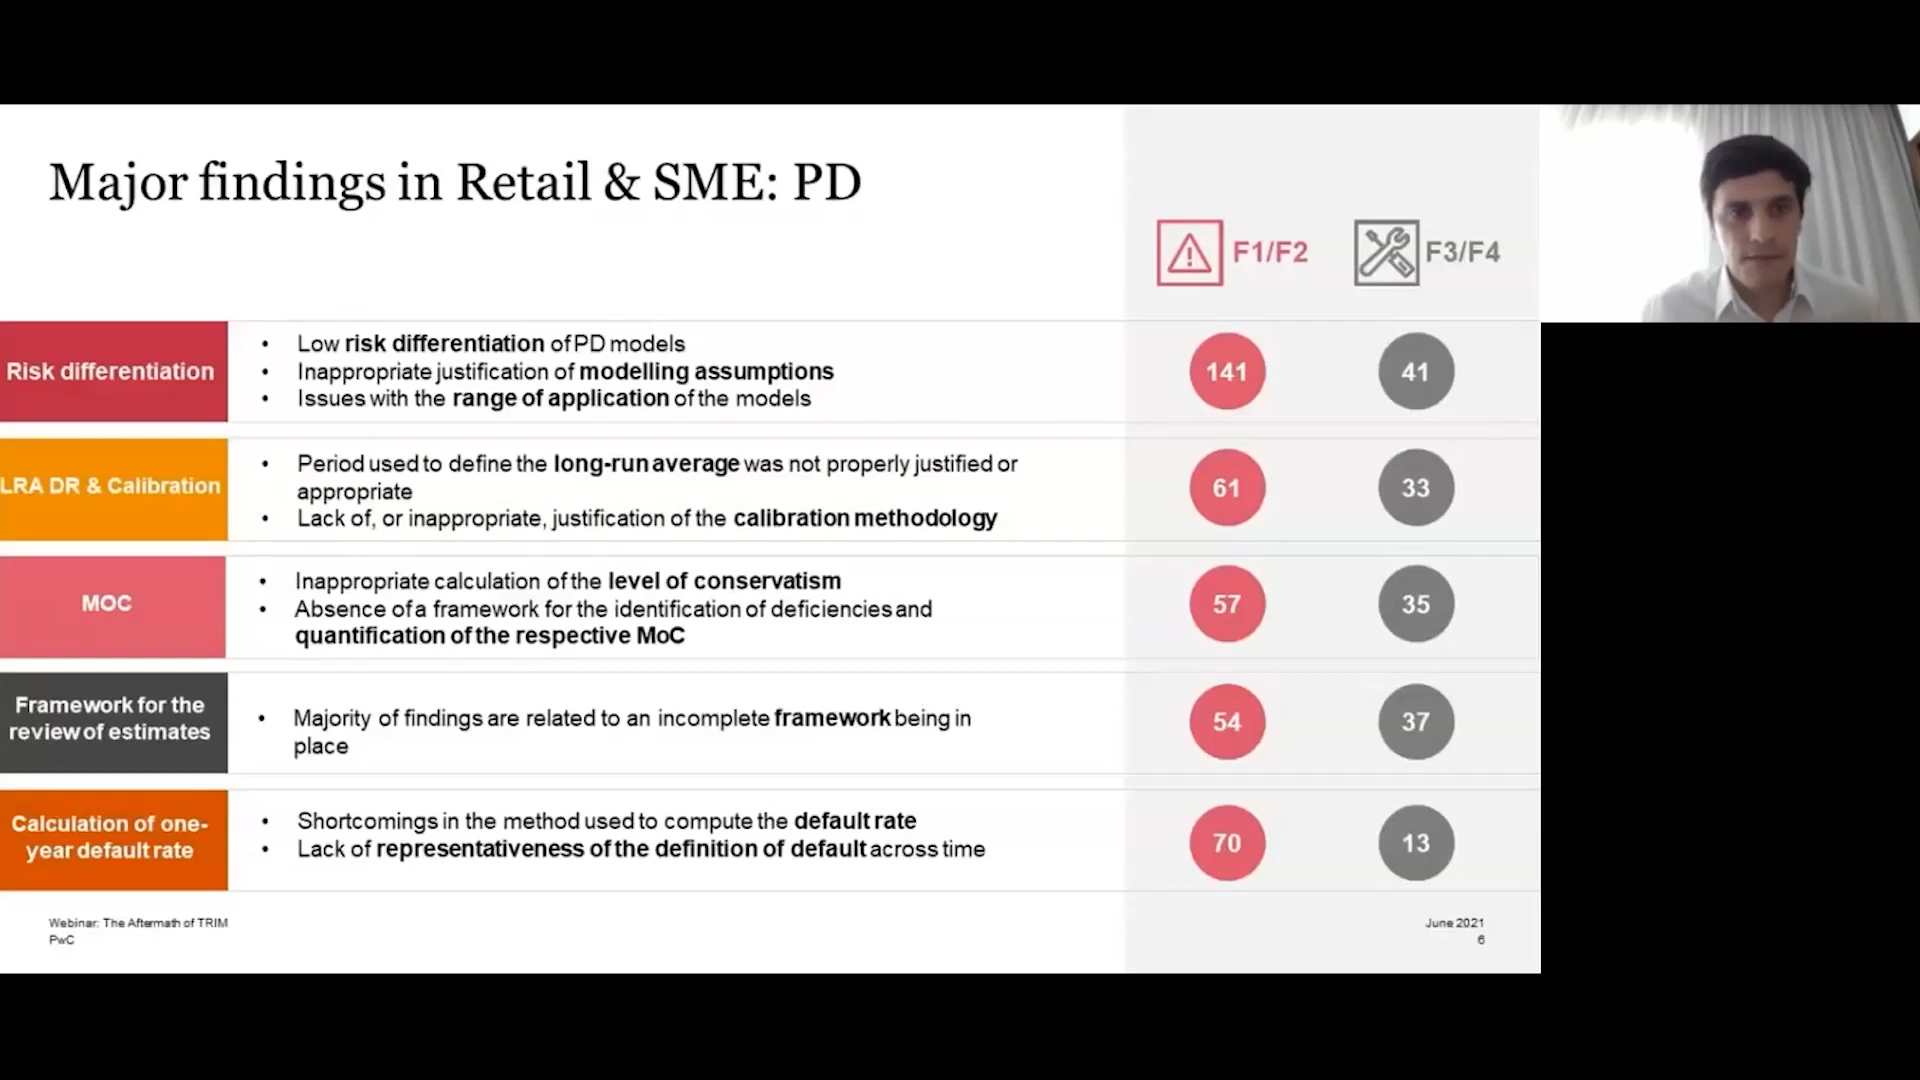 Major findings in Retail & SME: PD
F1/F2
F3/F4
Risk differentiation
• Low risk differentiation of PD models
• Inappropriate justification of modelling assumptions
• Issues with the range of application of the models
141
41
LRA DR & Calibration
• Period used to define the long-run average was not properly justified or
appropriate
• Lack of, or inappropriate, justification of the calibration methodology
61
33
MOC
• Inappropriate calculation of the level of conservatism
• Absence of a framework for the identification of deficiencies and
quantification of the respective MoC
57
35
Framework for the
review of estimates
• Majority of findings are related to an incomplete framework being in
place
54
37
Calculation of one-
year default rate
• Shortcomings in the method used to compute the default rate
• Lack of representativeness of the definition of default across time
70
13
Webinar: The Aftermath of TRIM
PwC
June 2021
6